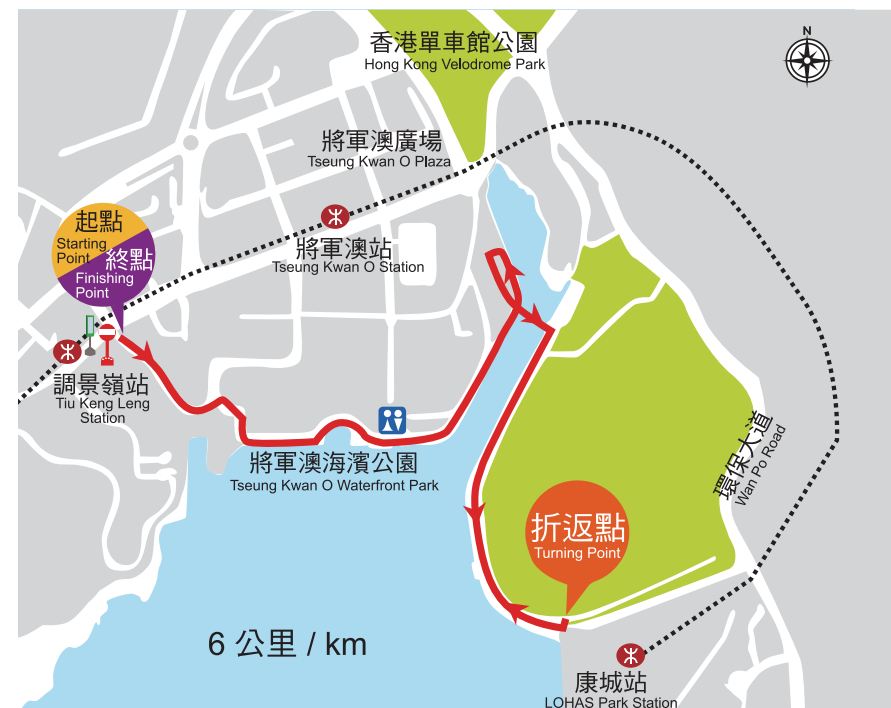 香港單車館公園
Hong Kong Velodrome Park
N
將軍澳廣場
Tseung Kwan O Plaza
起點
Starting
Point
終點
Finishing
Point
將軍澳站
Tseung Kwan O Station
調景嶺站
Tiu Keng Leng
Station
將軍澳海濱公園
Tseung Kwan O Waterfront Park
環保大道
Wan Po Road
折返點
Turning Point
6 公里 / km
康城站
LOHAS Park Station